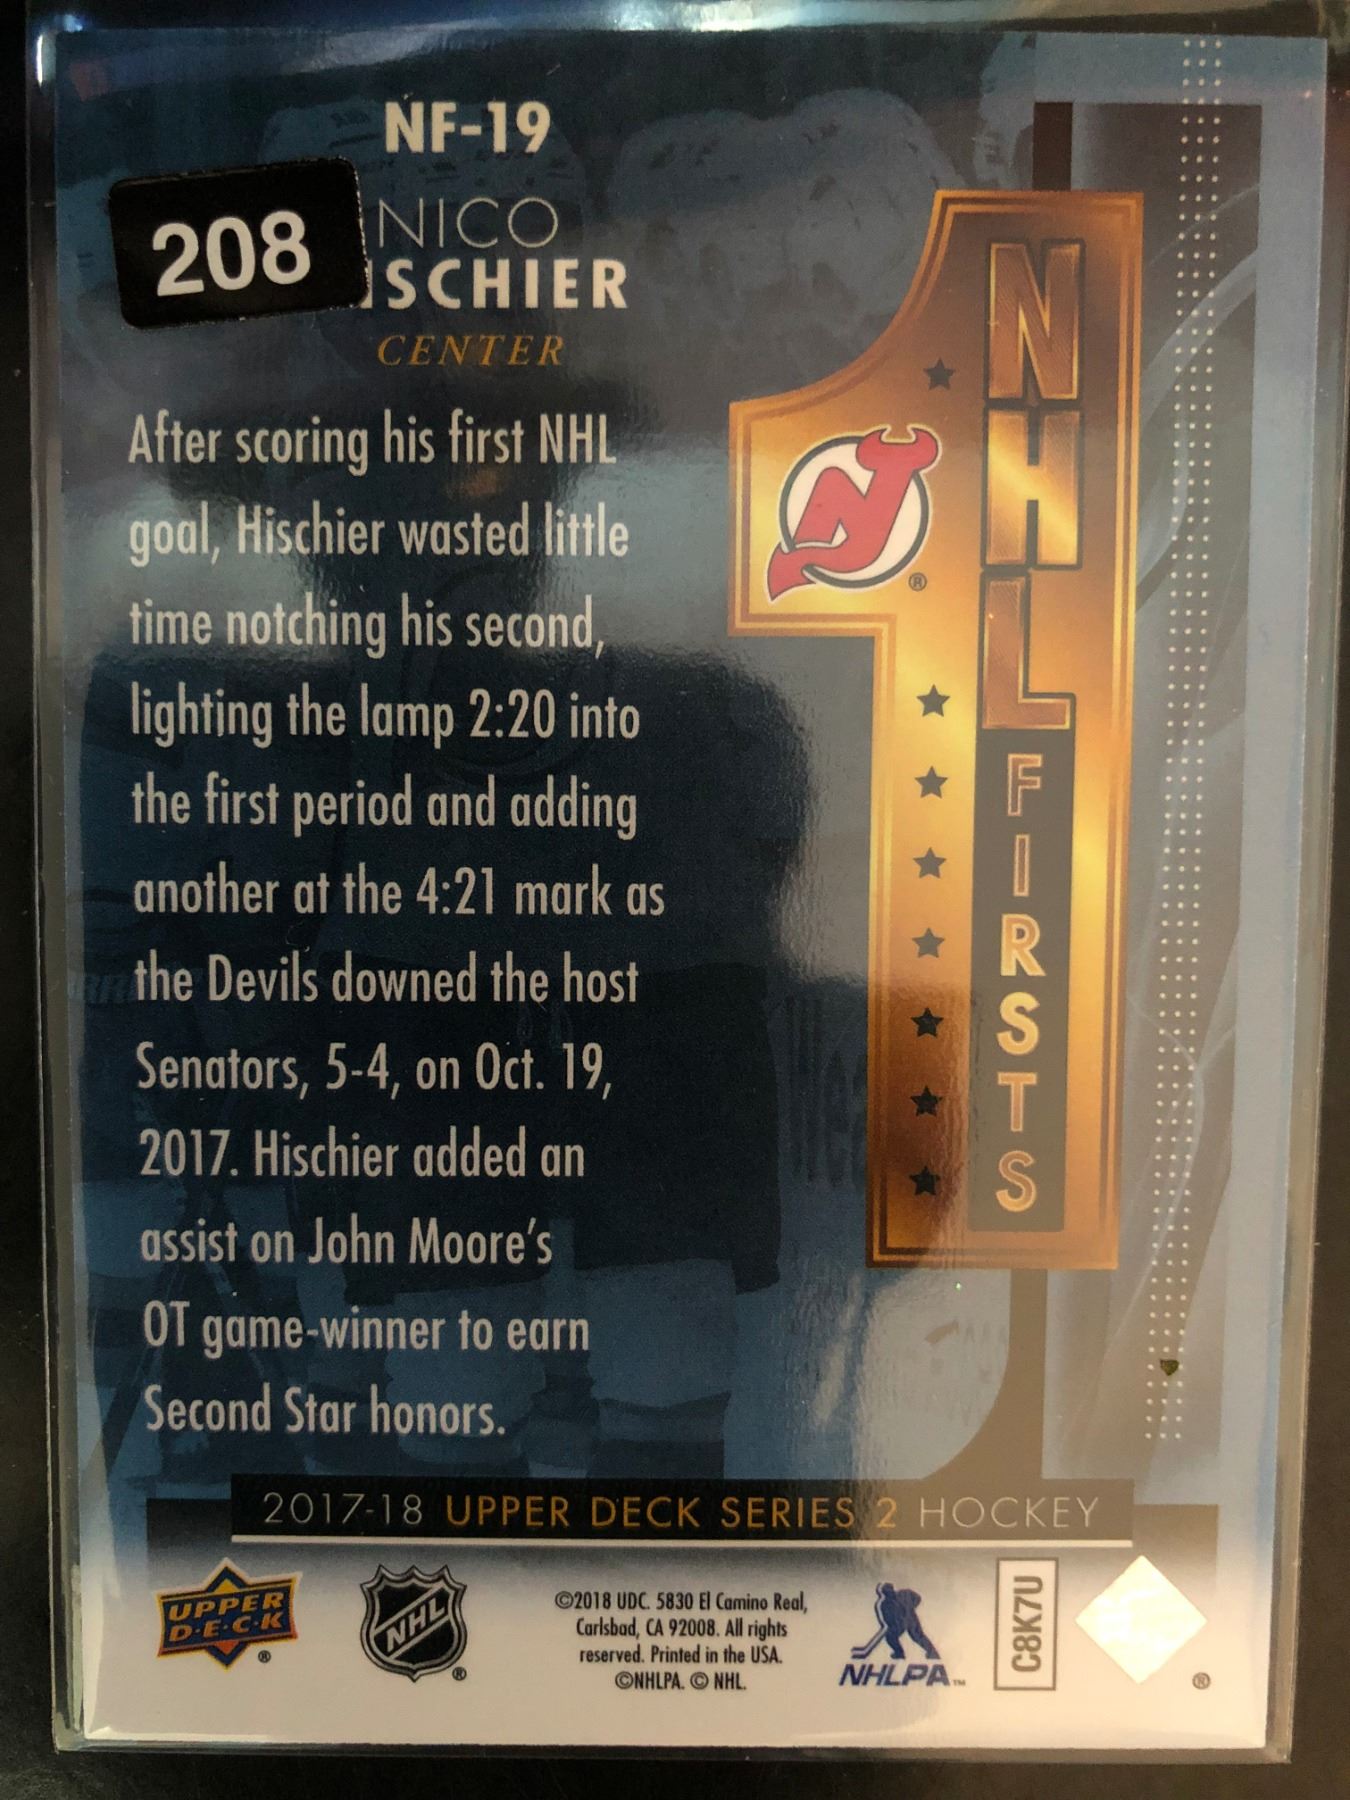 NF-19
208
NICO
ISCHIER
CENTER
After scoring his first NHL
goal, Hischier wasted little
time notching his second,
lighting the lamp 2:20 into
the first period and adding
another at the 4:21 mark as
the Devils downed the host
Senators, 5-4, on Oct. 19,
2017. Hischier added an
assist on John Moore's
OT game-winner to earn
Second Star honors.
NHL
FIRSTS
®
2017-18 UPPER DECK SERIES 2 HOCKEY
UPPER
D·E·C·K
®
NHL
®
©2018 UDC. 5830 El Camino Real,
Carlsbad, CA 92008. All rights
reserved. Printed in the USA.
©NHLPA. © NHL.
NHLPA™
C8K7U
®